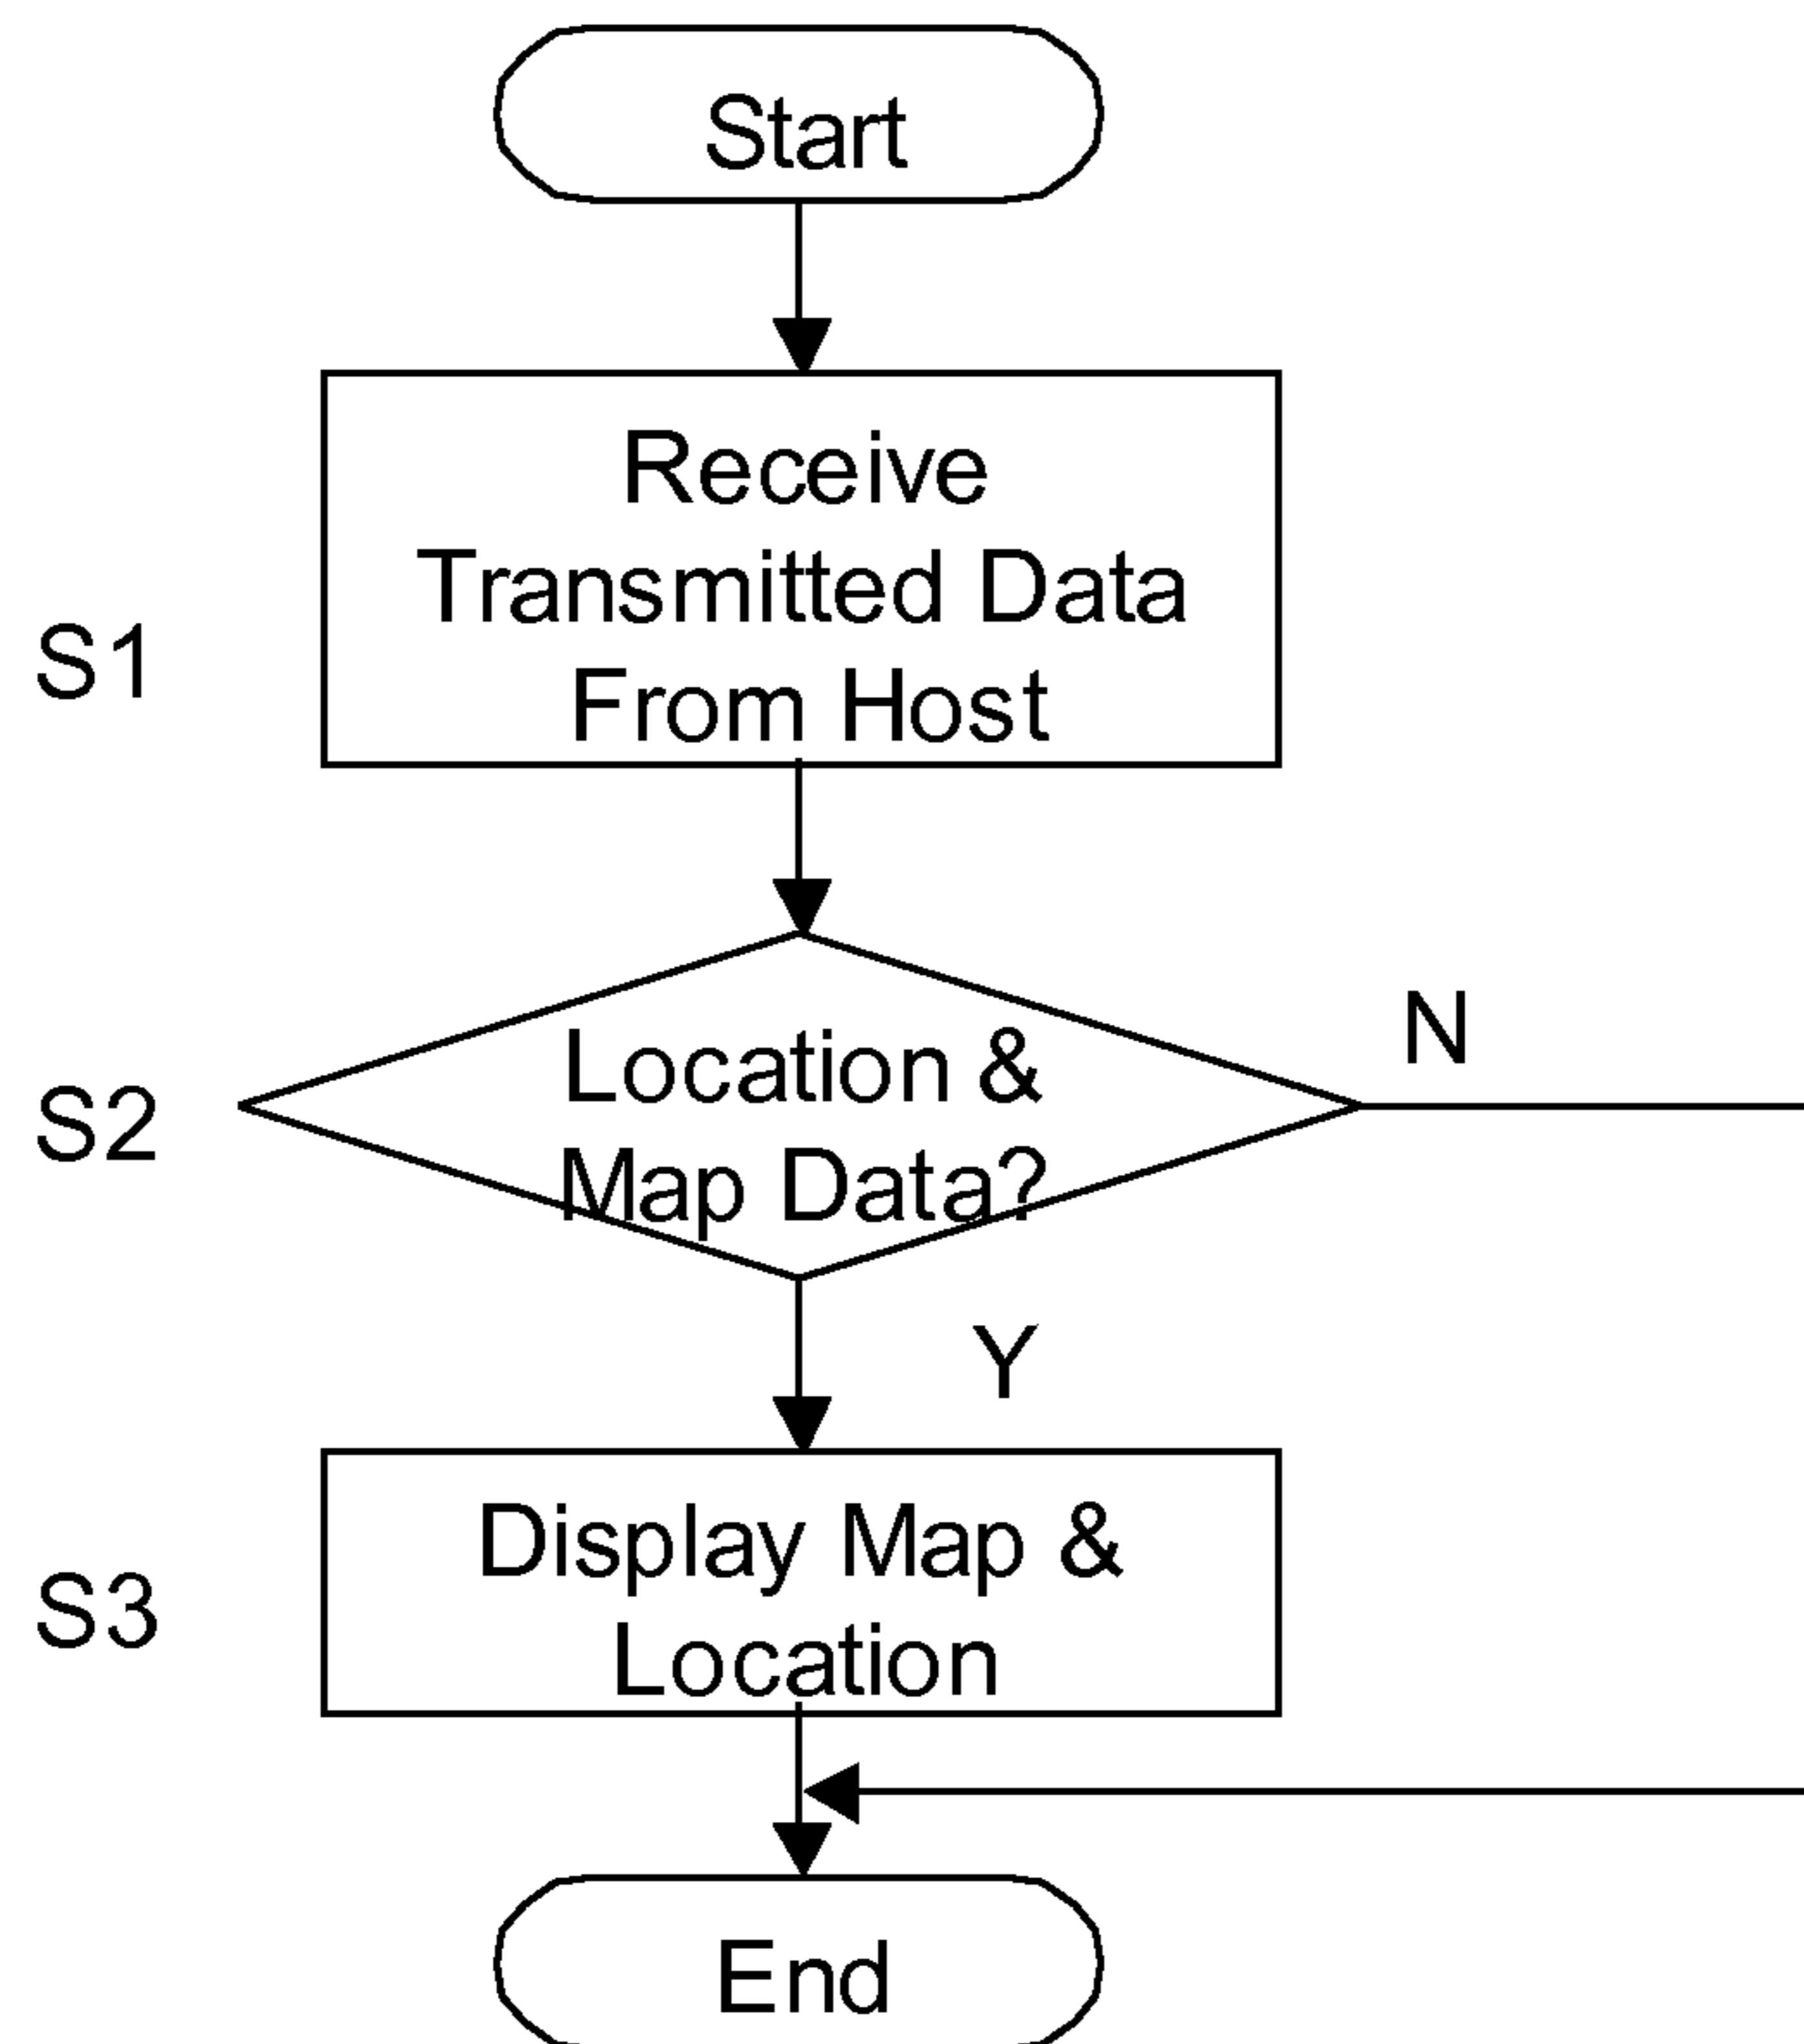 Start
Receive
Transmitted Data
From Host
S1
Location &
Map Data?
S2
N
Y
Display Map &
Location
S3
End